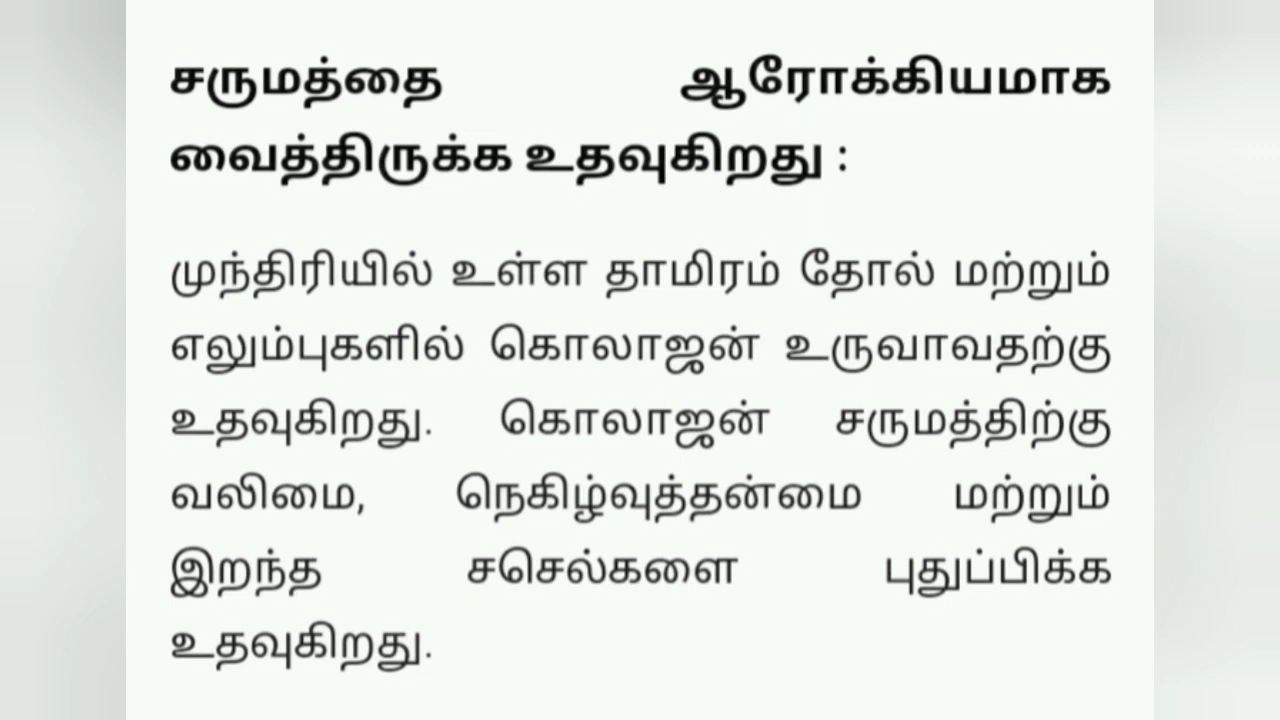 சருமத்தை ஆரோக்கியமாக
வைத்திருக்க உதவுகிறது :
முந்திரியில் உள்ள தாமிரம் தோல் மற்றும்
எலும்புகளில் கொலாஜன் உருவாவதற்கு
உதவுகிறது. கொலாஜன் சருமத்திற்கு
வலிமை, நெகிழ்வுத்தன்மை மற்றும்
இறந்த சசெல்களை புதுப்பிக்க
உதவுகிறது.